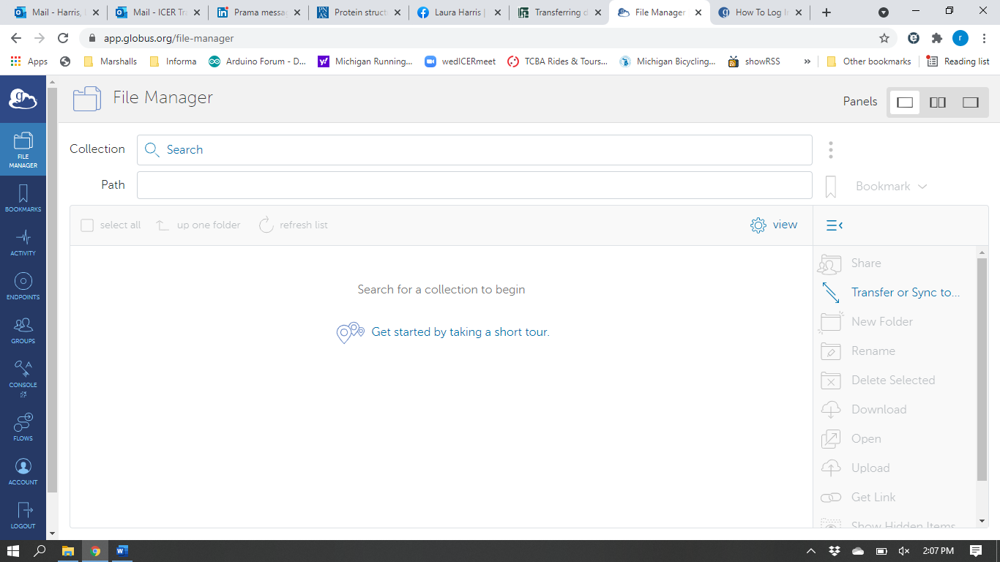 Mail - Harris,
Mail - ICER Tra
Prama messag
Protein struct
Laura Harris |
Transferring d
File Manager
How To Log In
app.globus.org/file-manager
r
Apps
Marshalls
Informa
Arduino Forum - D...
Michigan Running...
wedICERmeet
TCBA Rides & Tours...
Michigan Bicycling...
showRSS
»
Other bookmarks
Reading list
File Manager
Panels
FILE
MANAGER
BOOKMARKS
ACTIVITY
ENDPOINTS
GROUPS
CONSOLE
FLOWS
ACCOUNT
LOGOUT
Collection
Search
Path
Bookmark
select all
up one folder
refresh list
view
Search for a collection to begin
Get started by taking a short tour.
Share
Transfer or Sync to...
New Folder
Rename
Delete Selected
Download
Open
Upload
Get Link
Show Hidden Items
2:07 PM